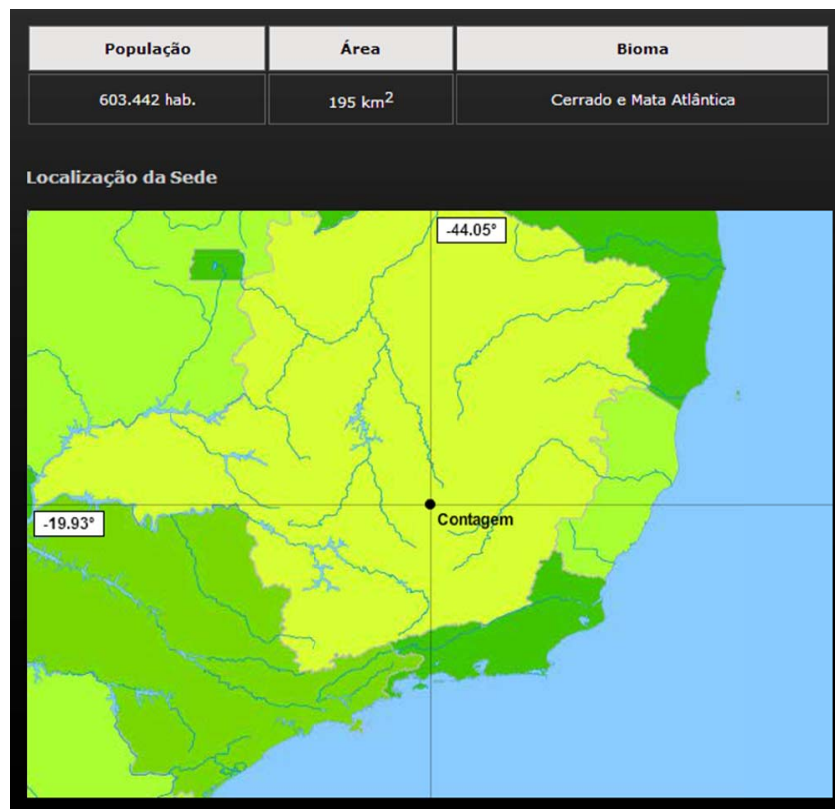 População Área Bioma
603.442 hab. 195 km2 Cerrado e Mata Atlântica
Localização da Sede
-44.05°
-19.93°
Contagem